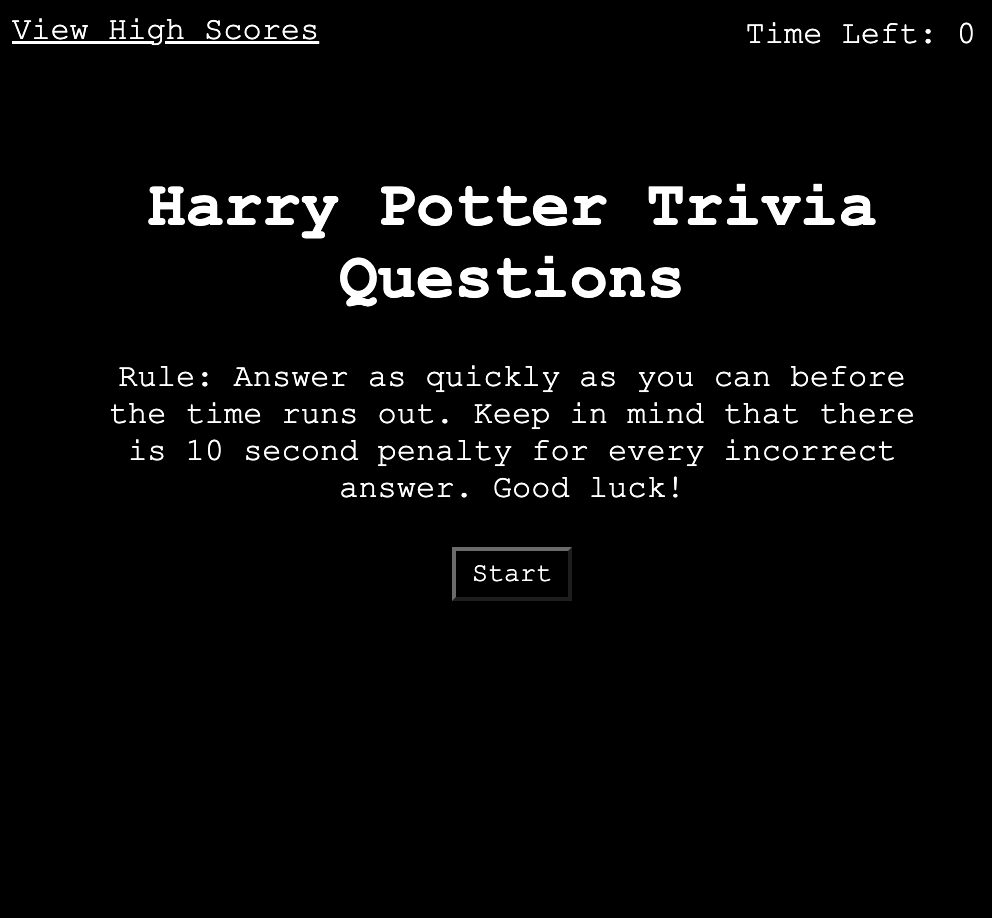 View High Scores
Time Left: 0
Harry Potter Trivia
Questions
Rule: Answer as quickly as you can before
the time runs out. Keep in mind that there
is 10 second penalty for every incorrect
answer. Good luck!
Start